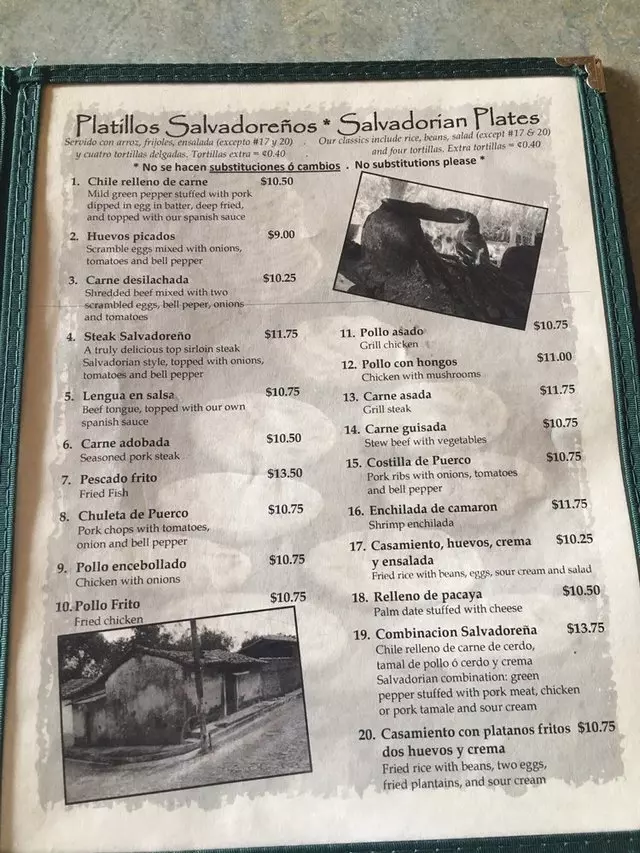 Platillos Salvadoreños * Salvadorian Plates
Servido con arroz, frijoles, ensalada (excepto #17 y 20)
y cuatro tortillas delgadas. Tortillas extra = ¢0.40
Our classics include rice, beans, salad (except #17 & 20)
and four tortillas. Extra tortillas = ¢0.40
* No se hacen substituciones ó cambios . No substitutions please *
1. Chile relleno de carne $10.50
Mild green pepper stuffed with pork
dipped in egg in batter, deep fried,
and topped with our spanish sauce
2. Huevos picados $9.00
Scramble eggs mixed with onions,
tomatoes and bell pepper
3. Carne desilachada $10.25
Shredded beef mixed with two
scrambled eggs, bell peper, onions
and tomatoes
4. Steak Salvadoreño $11.75
A truly delicious top sirloin steak
Salvadorian style, topped with onions,
tomatoes and bell pepper
5. Lengua en salsa $10.75
Beef tongue, topped with our own
spanish sauce
6. Carne adobada $10.50
Seasoned pork steak
7. Pescado frito $13.50
Fried Fish
8. Chuleta de Puerco $10.75
Pork chops with tomatoes,
onion and bell pepper
9. Pollo encebollado $10.75
Chicken with onions
10. Pollo Frito $10.75
Fried chicken
11. Pollo asado $10.75
Grill chicken
12. Pollo con hongos $11.00
Chicken with mushrooms
13. Carne asada $11.75
Grill steak
14. Carne guisada $10.75
Stew beef with vegetables
15. Costilla de Puerco $10.75
Pork ribs with onions, tomatoes
and bell pepper
16. Enchilada de camaron $11.75
Shrimp enchilada
17. Casamiento, huevos, crema $10.25
y ensalada
Fried rice with beans, eggs, sour cream and salad
18. Relleno de pacaya $10.50
Palm date stuffed with cheese
19. Combinacion Salvadoreña $13.75
Chile relleno de carne de cerdo,
tamal de pollo ó cerdo y crema
Salvadorian combination: green
pepper stuffed with pork meat, chicken
or pork tamale and sour cream
20. Casamiento con platanos fritos $10.75
dos huevos y crema
Fried rice with beans, two eggs,
fried plantains, and sour cream